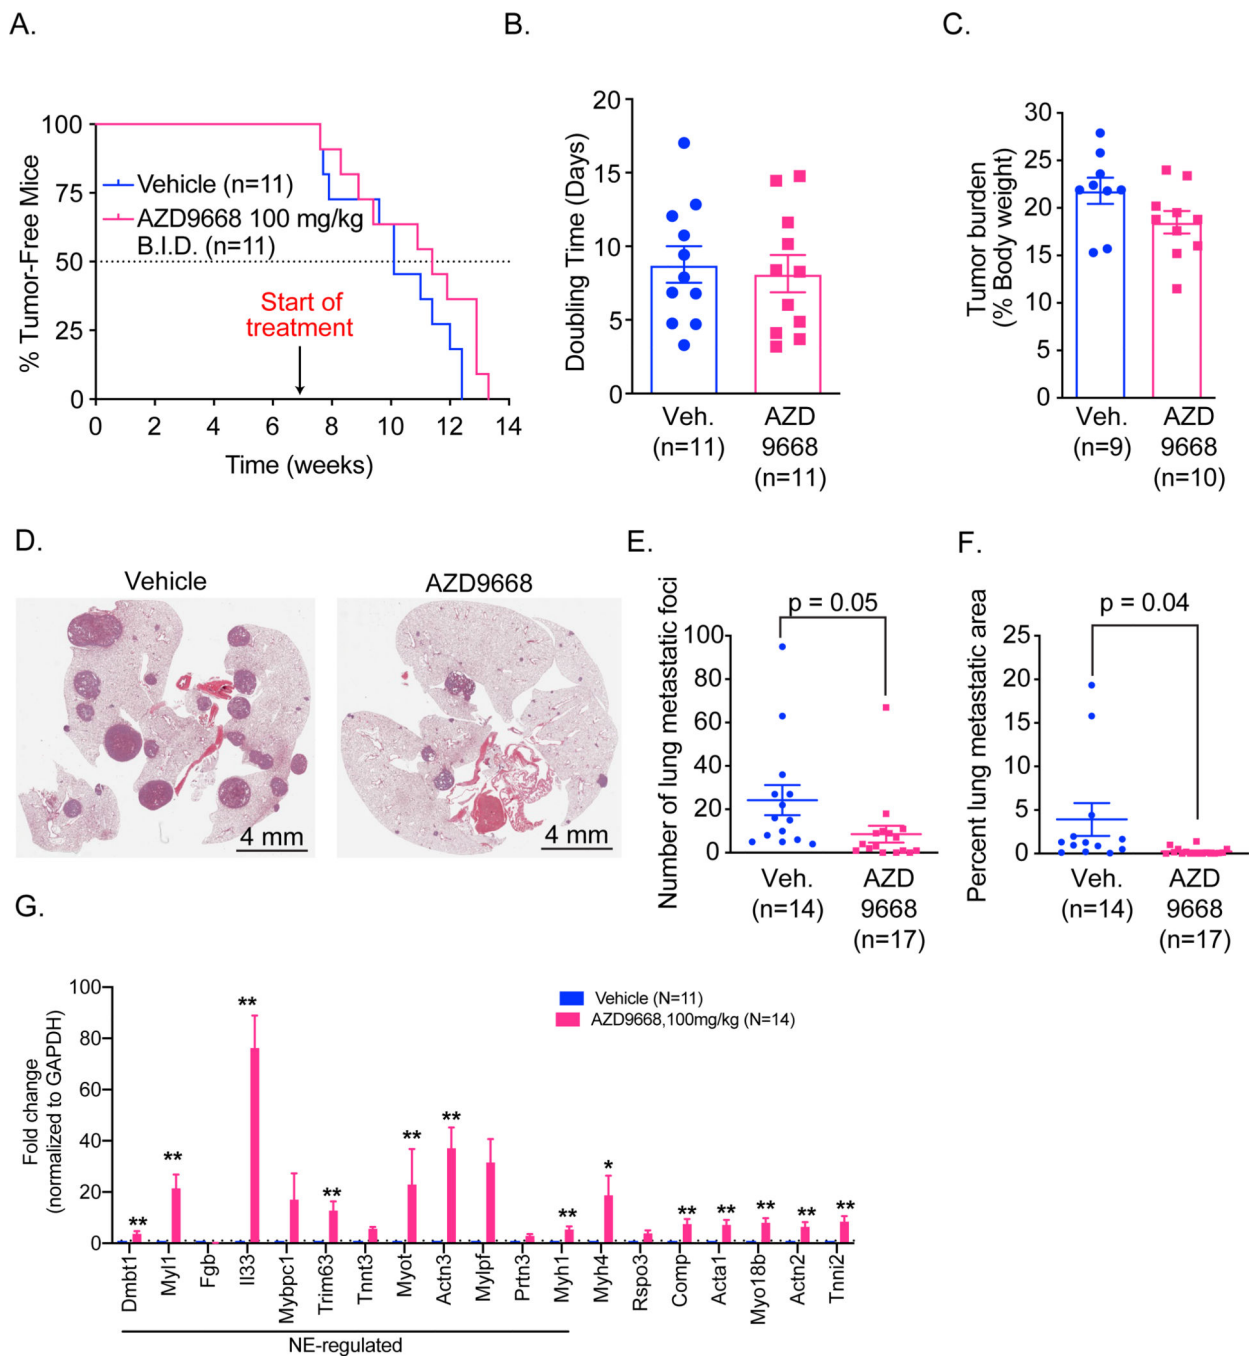 A.
% Tumor-Free Mice
100
75
50
25
0
Vehicle (n=11)
AZD9668 100 mg/kg
B.I.D. (n=11)
Start of
treatment
0 2 4 6 8 10 12 14
Time (weeks)
B.
Doubling Time (Days)
20
15
10
5
0
Veh.
(n=11)
AZD
9668
(n=11)
C.
Tumor burden
(% Body weight)
30
25
20
15
10
5
0
Veh.
(n=9)
AZD
9668
(n=10)
D.
Vehicle
4 mm
AZD9668
4 mm
E.
Number of lung metastatic foci
p = 0.05
100
80
60
40
20
0
Veh.
(n=14)
AZD
9668
(n=17)
F.
Percent lung metastatic area
p = 0.04
25
20
15
10
5
0
Veh.
(n=14)
AZD
9668
(n=17)
G.
Fold change
(normalized to GAPDH)
100
80
60
40
20
0
Vehicle (N=11)
AZD9668,100mg/kg (N=14)
** ** ** ** ** ** ** * ** ** ** ** **
Dmbt1
Myl1
Fgb
Il33
Mybpc1
Trim63
Tnnt3
Myot
Actn3
Mylpf
Prtn3
Myh1
Myh4
Rspo3
Comp
Acta1
Myo18b
Actn2
Tnni2
NE-regulated